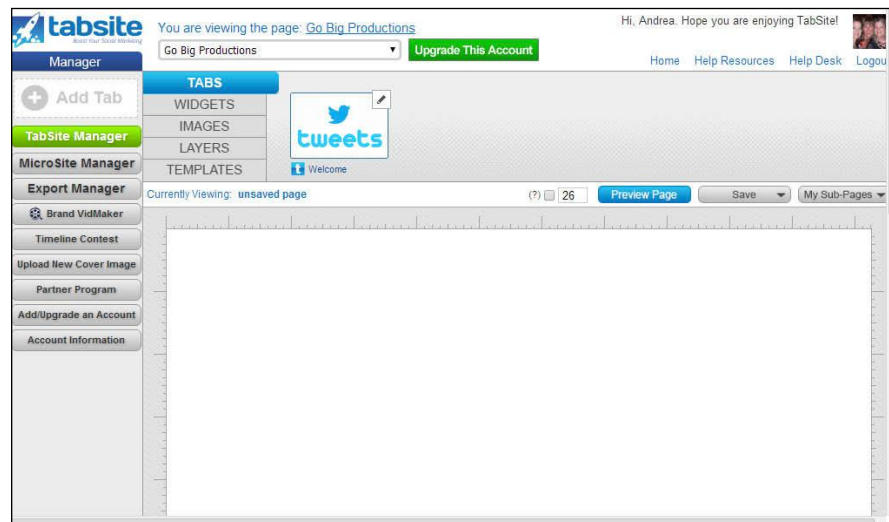 tabsite
Boost Your Social Marketing
You are viewing the page: Go Big Productions
Go Big Productions
Upgrade This Account
Hi, Andrea. Hope you are enjoying TabSite!
Home Help Resources Help Desk Logou
Manager
Add Tab
TabSite Manager
MicroSite Manager
Export Manager
Brand VidMaker
Timeline Contest
Upload New Cover Image
Partner Program
Add/Upgrade an Account
Account Information
TABS
WIDGETS
IMAGES
LAYERS
TEMPLATES
tweets
Welcome
Currently Viewing: unsaved page
(?) 26
Preview Page
Save
My Sub-Pages